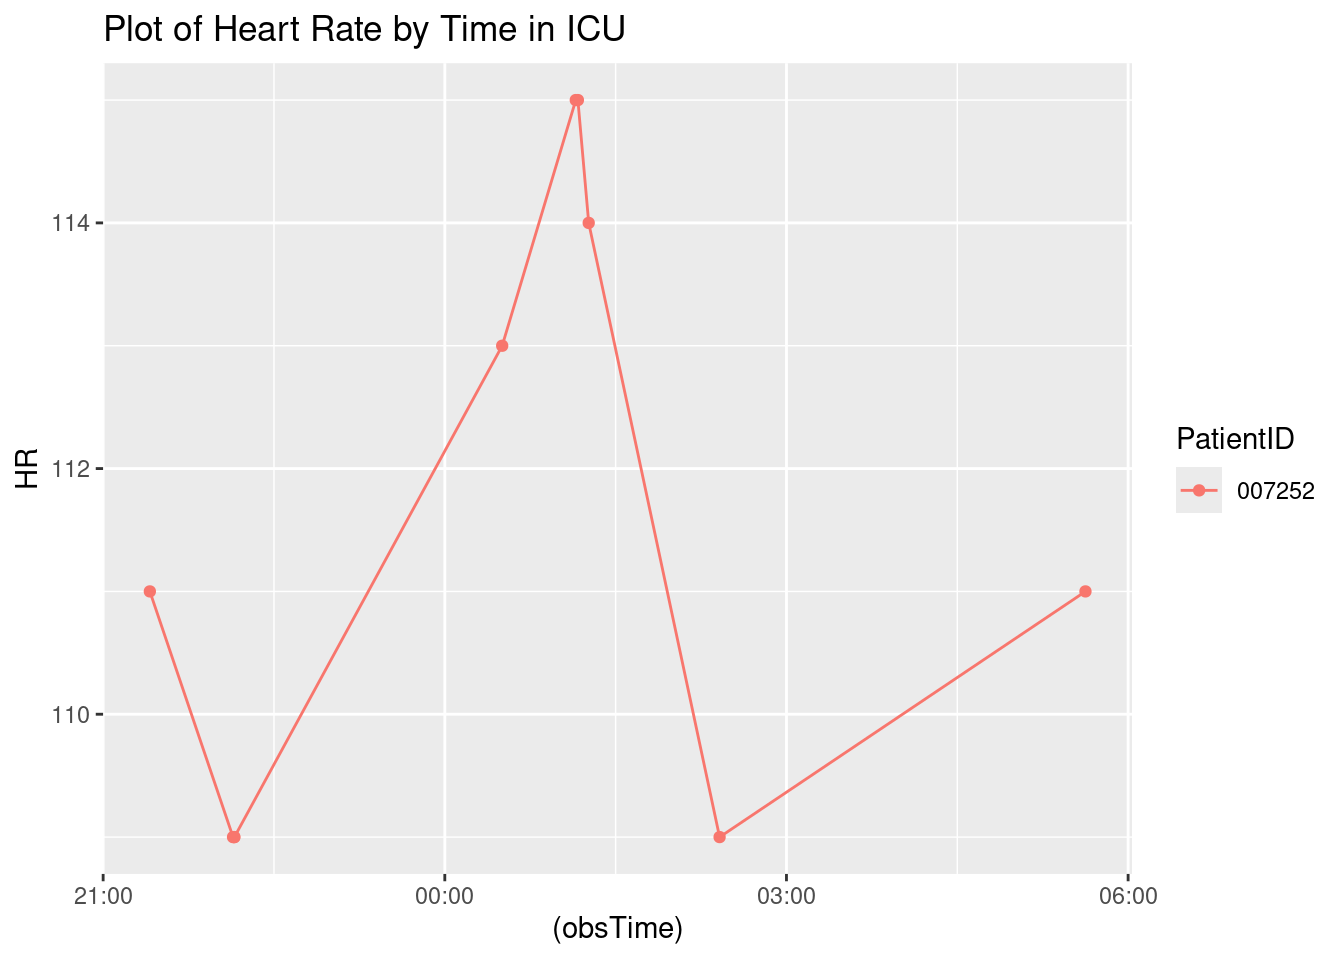 Plot of Heart Rate by Time in ICU
114
112
110
HR
21:00 00:00 03:00 06:00
(obsTime)
PatientID
007252